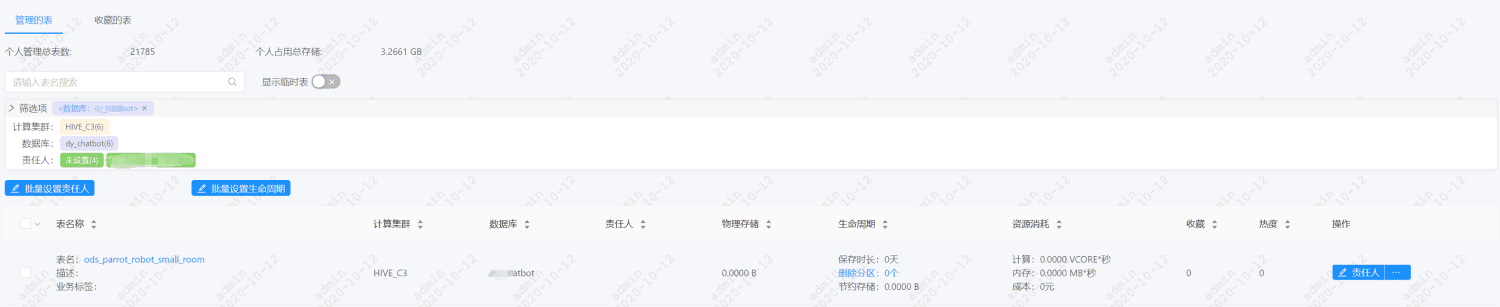 管理的表 收藏的表
个人管理总表数: 21785 个人占用总存储: 3.2661 GB
请输入表名搜索 显示临时表
筛选项 <数据库: bot> ×
计算集群: HIVE_C3(6)
数据库: dy_chatbot(6)
责任人: 未设置(4)
批量设置责任人 批量设置生命周期
表名称 计算集群 数据库 责任人 物理存储 生命周期 资源消耗 收藏 热度 操作
表名: ods_parrot_robot_small_room
描述:
业务标签:
HIVE_C3
atbot
0.0000 B
保存时长: 0天
删除分区: 0个
节约存储: 0.0000 B
计算: 0.0000 VCORE*秒
内存: 0.0000 MB*秒
成本: 0元
0
0
责任人 ···
admin
2020-10-12